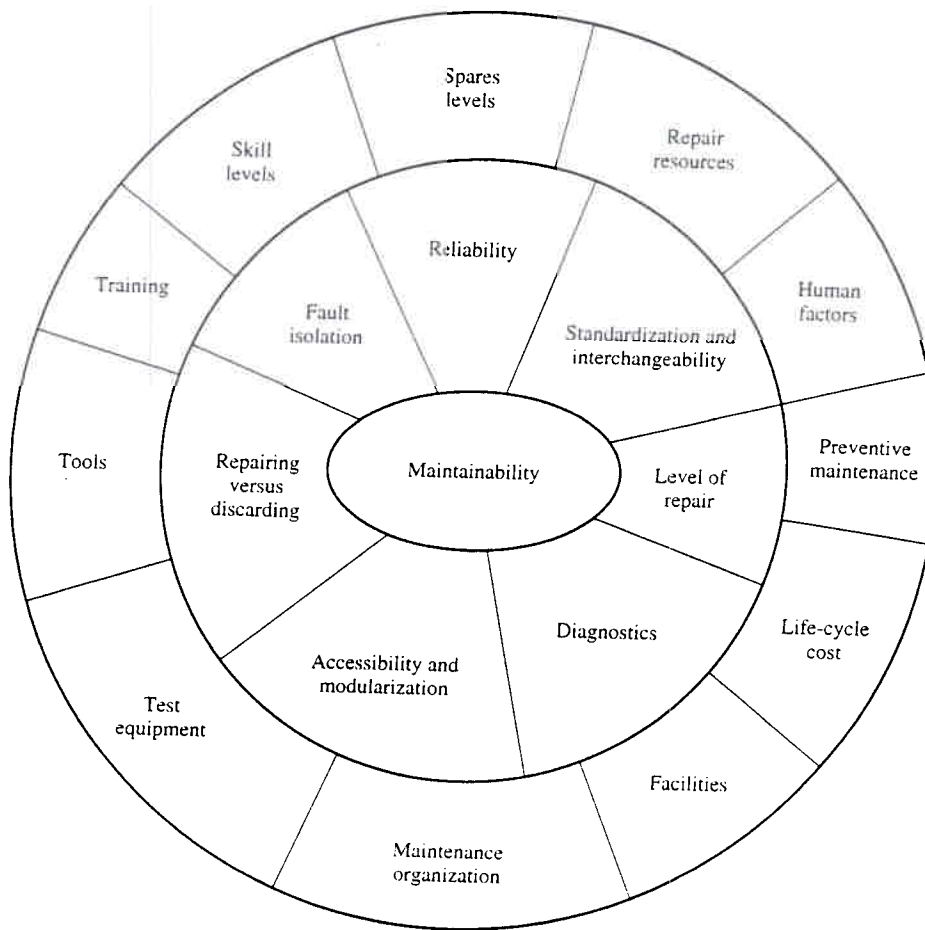 Spares
levels
Repair
resources
Skill
levels
Reliability
Training
Human
factors
Fault
isolation
Standardization and
interchangeability
Tools
Repairing
versus
discarding
Maintainability
Level of
repair
Preventive
maintenance
Diagnostics
Life-cycle
cost
Accessibility and
modularization
Test
equipment
Facilities
Maintenance
organization